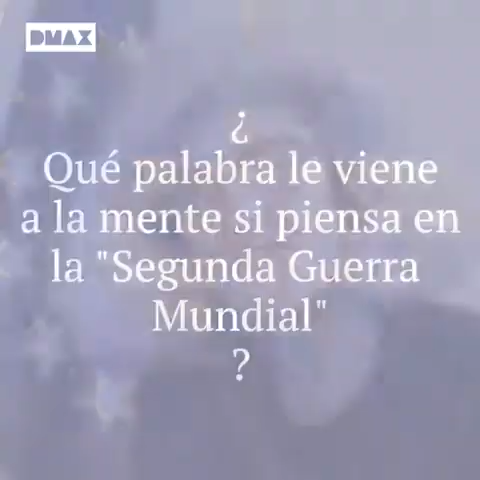 DMAX
¿
Qué palabra le viene
a la mente si piensa en
la "Segunda Guerra
Mundial"
?